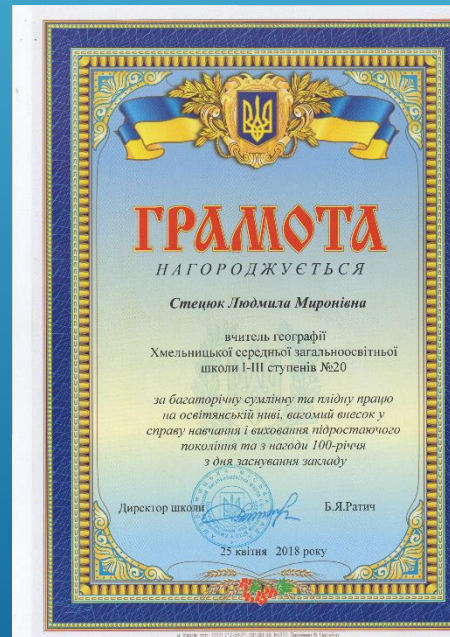 ГРАМОТА
НАГОРОДЖУЄТЬСЯ
Стецюк Людмила Миронівна
вчитель географії
Хмельницької середньої загальноосвітньої
школи І-ІІІ ступенів №20
за багаторічну сумлінну та плідну працю
на освітянській ниві, вагомий внесок у
справу навчання і виховання підростаючого
покоління та з нагоди 100-річчя
з дня заснування закладу
Директор школи
Б.Я.Ратич
25 квітня 2018 року